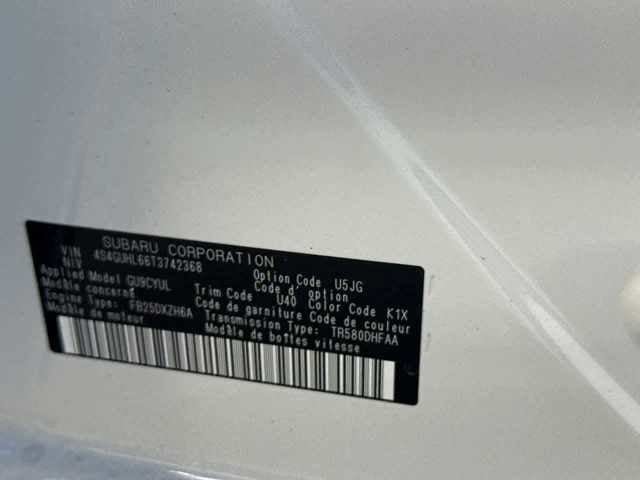 SUBARU CORPORATION
VIN
NIV 4S4GUHL66T3742368
Applied Model GU9CYUL Option Code U5JG
Modèle concerné Code d'option
Engine Type: FB25DXZH6A Trim Code U40 Color Code K1X
Modèle de moteur Code de garniture Code de couleur
Transmission Type: TR580DHFAA
Modèle de boîtes vitesse